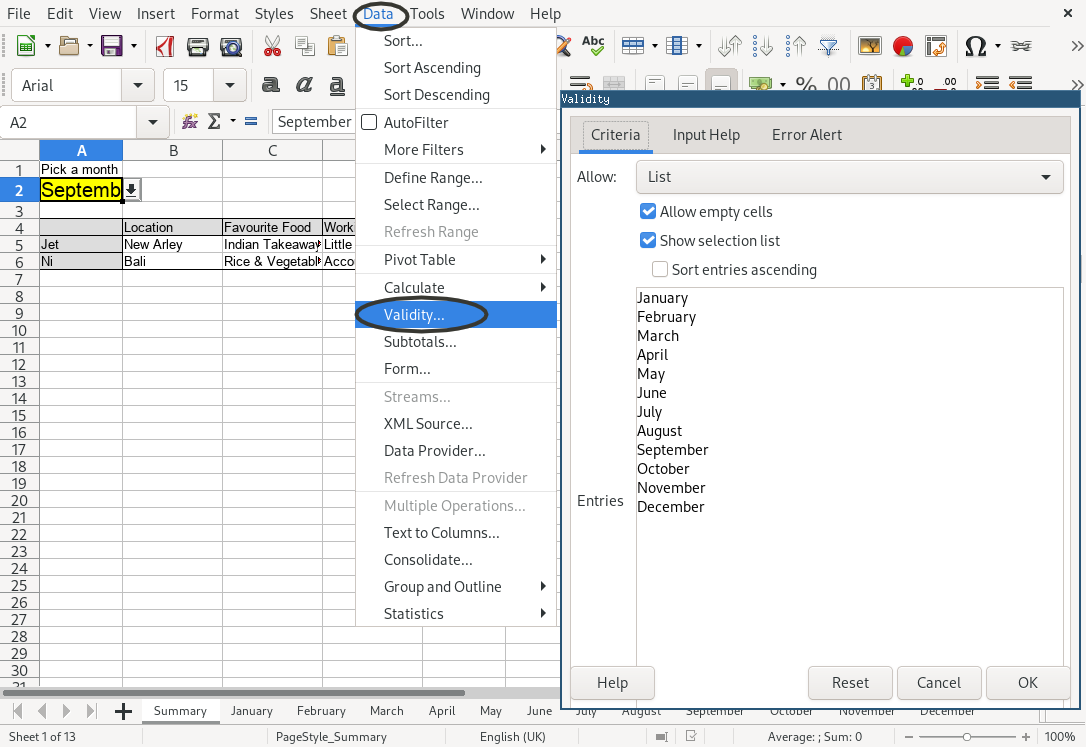 File Edit View Insert Format Styles Sheet Data Tools Window Help
Arial 15
A2 September
Validity
Sort...
Sort Ascending
Sort Descending
AutoFilter
More Filters
Define Range...
Select Range...
Refresh Range
Pivot Table
Calculate
Validity...
Subtotals...
Form...
Streams...
XML Source...
Data Provider...
Refresh Data Provider
Multiple Operations...
Text to Columns...
Consolidate...
Group and Outline
Statistics
A B C
1 Pick a month
2 Septemb
3
4 Location Favourite Food Work
5 Jet New Arley Indian Takeaway Little
6 Ni Bali Rice & Vegetabl Acco
7
8
9
10
11
12
13
14
15
16
17
18
19
20
21
22
23
24
25
26
27
28
29
30
31
Criteria Input Help Error Alert
Allow: List
Allow empty cells
Show selection list
Sort entries ascending
Entries
January
February
March
April
May
June
July
August
September
October
November
December
Help Reset Cancel OK
Summary January February March April May June July August September October November December
Sheet 1 of 13 PageStyle_Summary English (UK) Average: ; Sum: 0 100%